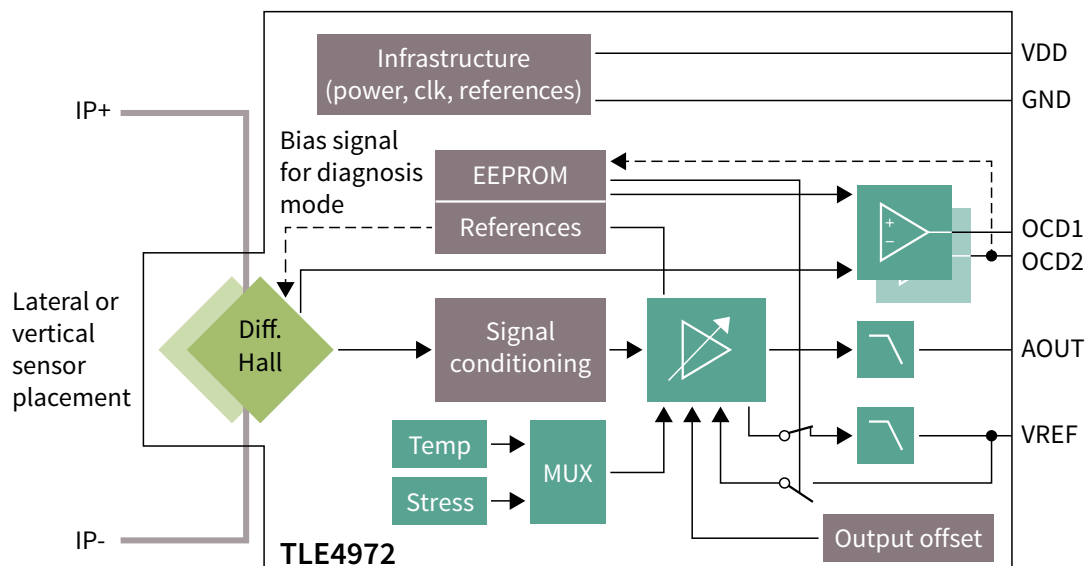 Infrastructure
(power, clk, references)
VDD
GND
IP+
Bias signal
for diagnosis
mode
EEPROM
References
+
−
OCD1
OCD2
Lateral or
vertical
sensor
placement
Diff.
Hall
Signal
conditioning
AOUT
Temp
Stress
MUX
VREF
IP-
TLE4972
Output offset